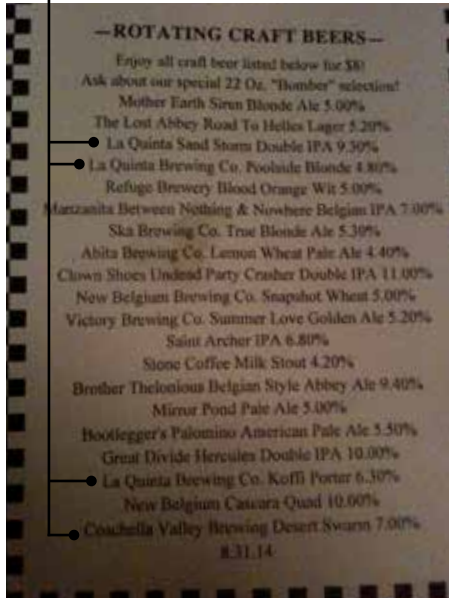 —ROTATING CRAFT BEERS—
Enjoy all craft beer listed below for $8!
Ask about our special 22 Oz. "Bomber" selection!
Mother Earth Siren Blonde Ale 5.00%
The Lost Abbey Road To Helles Lager 5.20%
La Quinta Sand Storm Double IPA 9.30%
La Quinta Brewing Co. Poolside Blonde 4.80%
Refuge Brewery Blood Orange Wit 5.00%
Manzanita Between Nothing & Nowhere Belgian IPA 7.00%
Ska Brewing Co. True Blonde Ale 5.30%
Abita Brewing Co. Lemon Wheat Pale Ale 4.40%
Clown Shoes Undead Party Crasher Double IPA 11.00%
New Belgium Brewing Co. Snapshot Wheat 5.00%
Victory Brewing Co. Summer Love Golden Ale 5.20%
Saint Archer IPA 6.80%
Stone Coffee Milk Stout 4.20%
Brother Thelonious Belgian Style Abbey Ale 9.40%
Mirror Pond Pale Ale 5.00%
Bootlegger's Palomino American Pale Ale 5.50%
Great Divide Hercules Double IPA 10.00%
La Quinta Brewing Co. Koffi Porter 6.30%
New Belgium Cascara Quad 10.00%
Coachella Valley Brewing Desert Swarm 7.00%
8.31.14